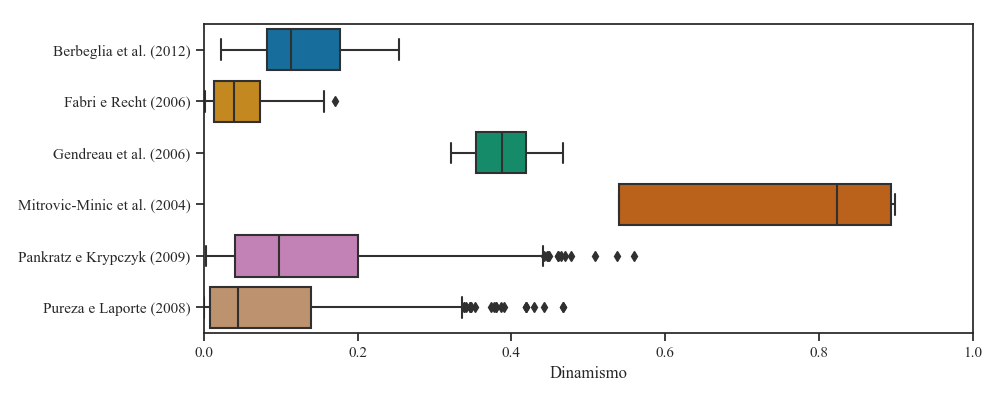 Berbeglia et al. (2012)
Fabri e Recht (2006)
Gendreau et al. (2006)
Mitrovic-Minic et al. (2004)
Pankratz e Krypczyk (2009)
Pureza e Laporte (2008)
0.0 0.2 0.4 0.6 0.8 1.0
Dinamismo